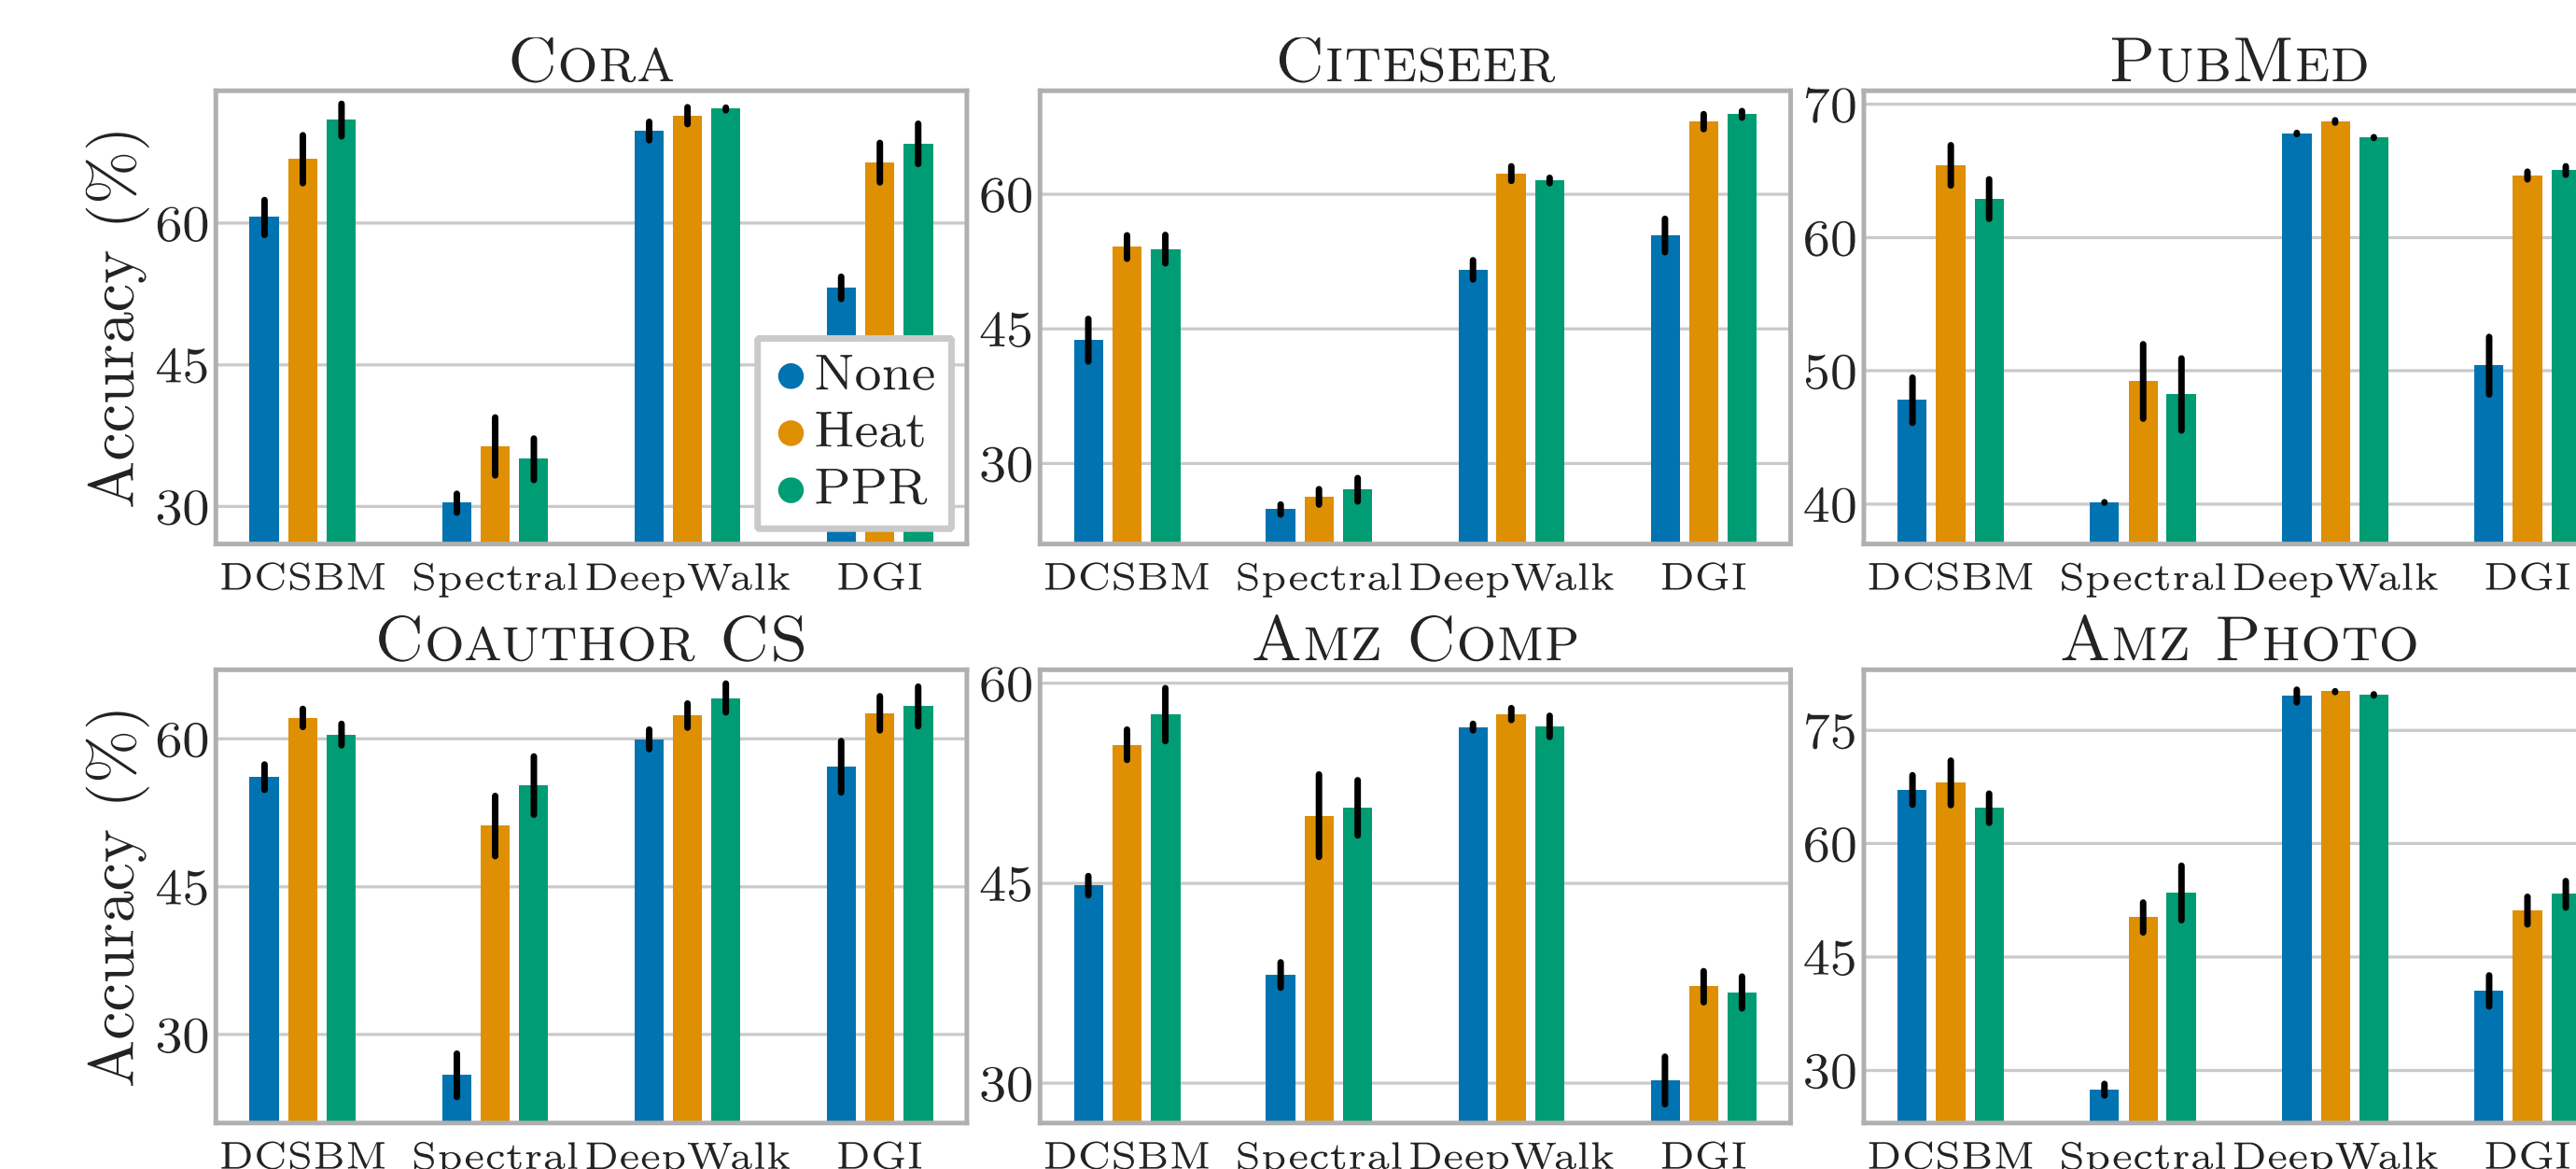 CORA
CITESEER
PUBMED
Accuracy (%)
60
45
30
None
Heat
PPR
60
45
30
70
60
50
40
DCSBM Spectral DeepWalk DGI
DCSBM Spectral DeepWalk DGI
DCSBM Spectral DeepWalk DGI
COAUTHOR CS
AMZ COMP
AMZ PHOTO
Accuracy (%)
60
45
30
60
45
30
75
60
45
30
DCSBM Spectral DeepWalk DGI
DCSBM Spectral DeepWalk DGI
DCSBM Spectral DeepWalk DGI